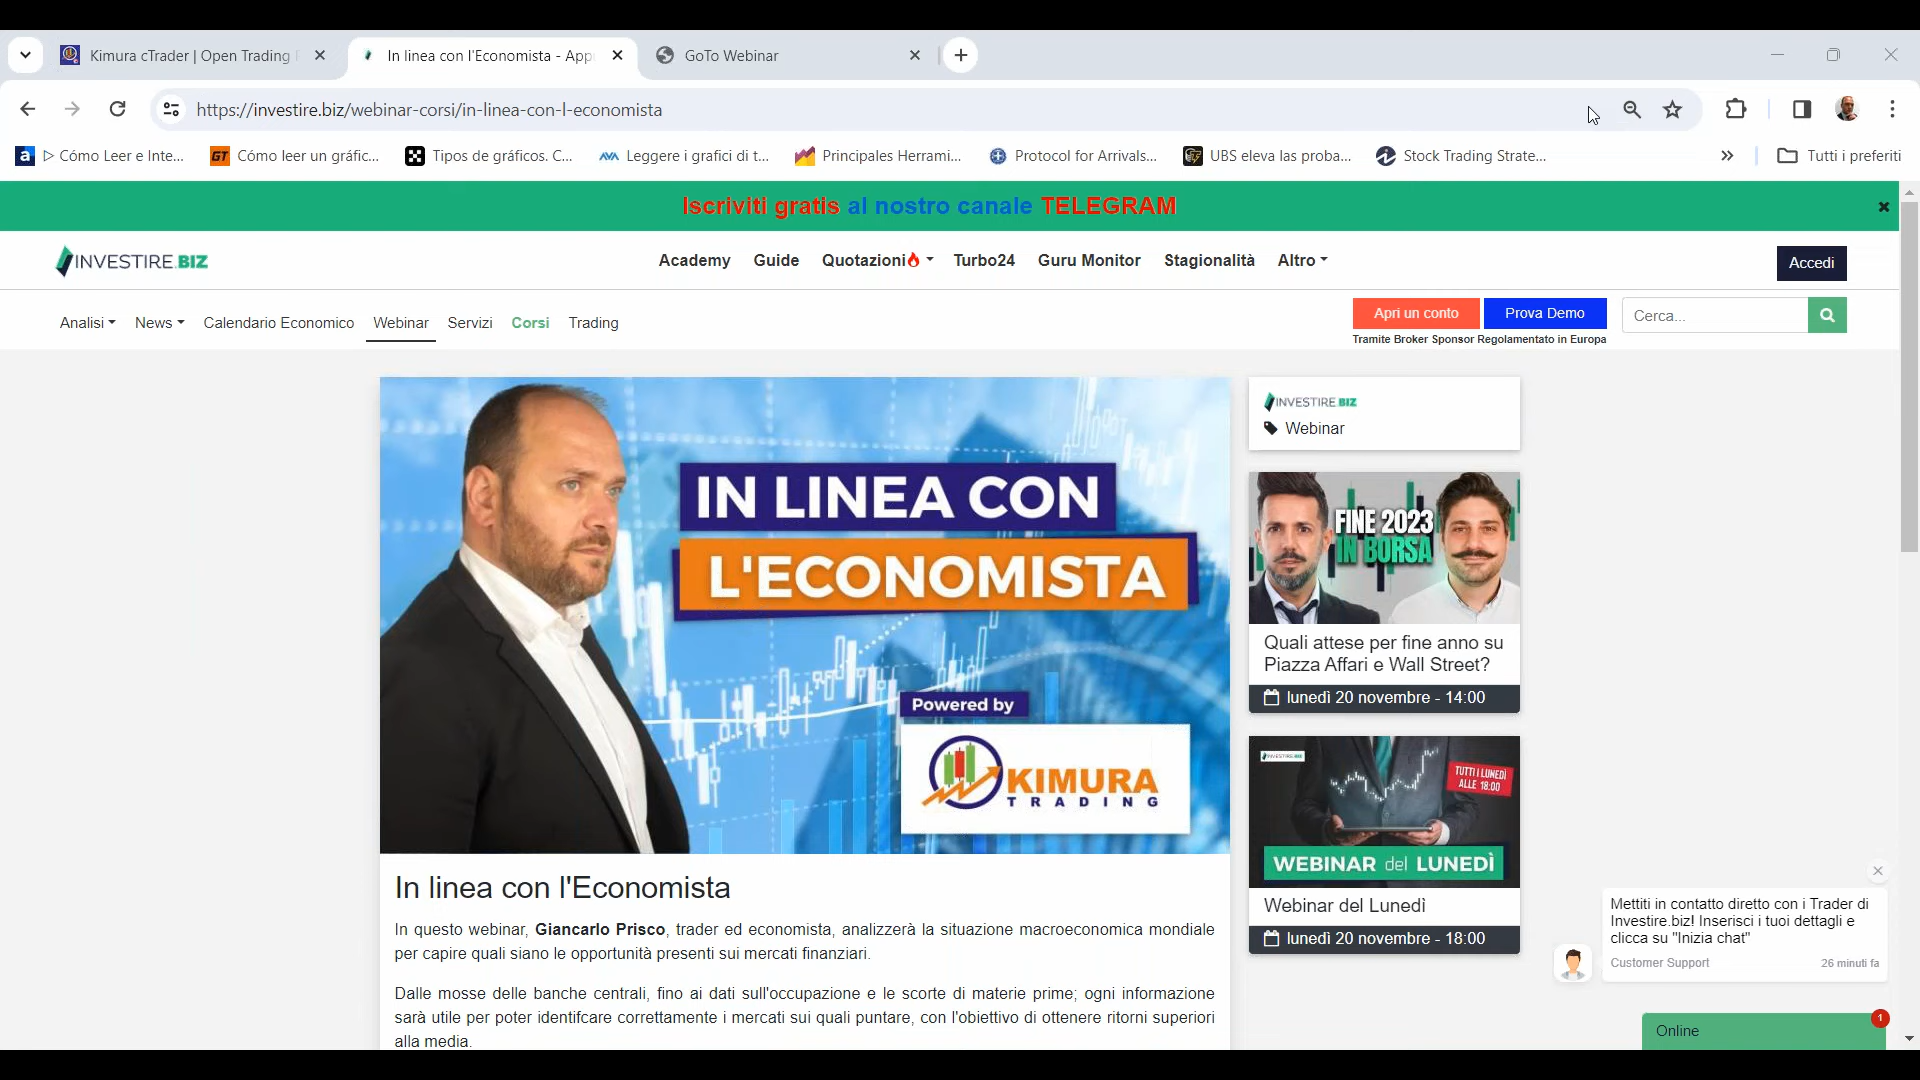 Kimura cTrader | Open Trading
In linea con l'Economista - App
GoTo Webinar
https://investire.biz/webinar-corsi/in-linea-con-l-economista
a ▷ Cómo Leer e Inte...
GT Cómo leer un gráfic...
Tipos de gráficos. C...
AVA Leggere i grafici di t...
Principales Herrami...
Protocol for Arrivals...
UBS eleva las proba...
Stock Trading Strate...
Tutti i preferiti
Iscriviti gratis al nostro canale TELEGRAM
INVESTIRE.BIZ
Academy
Guide
Quotazioni
Turbo24
Guru Monitor
Stagionalità
Altro
Accedi
Analisi
News
Calendario Economico
Webinar
Servizi
Corsi
Trading
Apri un conto
Prova Demo
Tramite Broker Sponsor Regolamentato in Europa
Cerca...
IN LINEA CON
L'ECONOMISTA
Powered by
KIMURA
TRADING
In linea con l'Economista
In questo webinar, Giancarlo Prisco, trader ed economista, analizzerà la situazione macroeconomica mondiale
per capire quali siano le opportunità presenti sui mercati finanziari.
Dalle mosse delle banche centrali, fino ai dati sull'occupazione e le scorte di materie prime; ogni informazione
sarà utile per poter identifcare correttamente i mercati sui quali puntare, con l'obiettivo di ottenere ritorni superiori
alla media.
INVESTIRE.BIZ
Webinar
FINE 2023
IN BORSA
Quali attese per fine anno su
Piazza Affari e Wall Street?
lunedì 20 novembre - 14:00
INVESTIRE.BIZ
TUTTI I LUNEDÌ
ALLE 18:00
WEBINAR del LUNEDÌ
Webinar del Lunedì
lunedì 20 novembre - 18:00
Mettiti in contatto diretto con i Trader di
Investire.biz! Inserisci i tuoi dettagli e
clicca su "Inizia chat"
Customer Support
26 minuti fa
Online
1